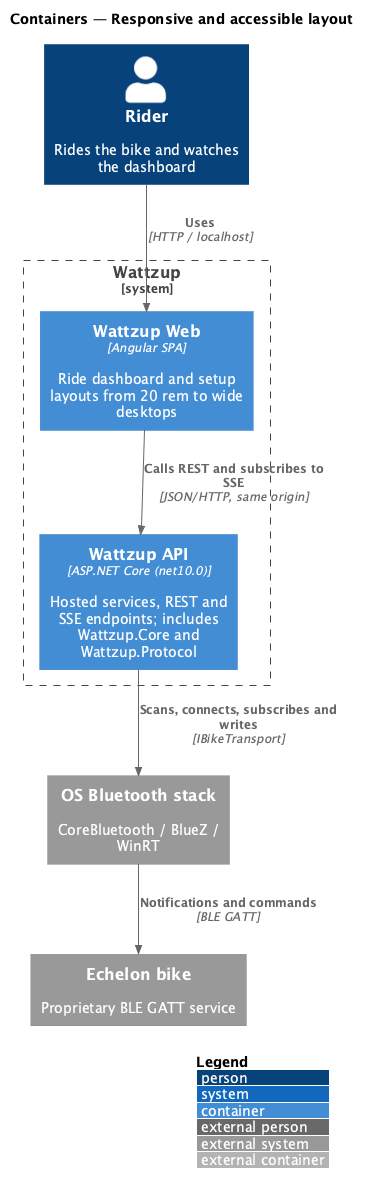 Containers — Responsive and accessible layout
Rider
Rides the bike and watches
the dashboard
Uses
[HTTP / localhost]
Wattzup
[system]
Wattzup Web
[Angular SPA]
Ride dashboard and setup
layouts from 20 rem to wide
desktops
Calls REST and subscribes to
SSE
[JSON/HTTP, same origin]
Wattzup API
[ASP.NET Core (net10.0)]
Hosted services, REST and
SSE endpoints; includes
Wattzup.Core and
Wattzup.Protocol
Scans, connects, subscribes and
writes
[IBikeTransport]
OS Bluetooth stack
CoreBluetooth / BlueZ /
WinRT
Notifications and commands
[BLE GATT]
Echelon bike
Proprietary BLE GATT service
Legend
person
system
container
external person
external system
external container